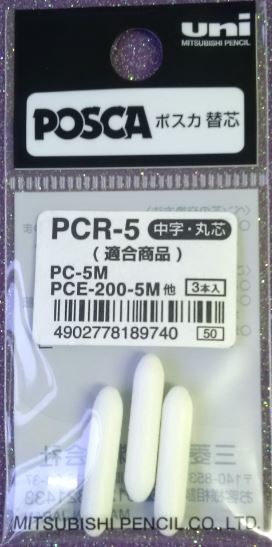 uni
MITSUBISHI PENCIL
POSCA ポスカ 替芯
PCR-5 中字・丸芯
(適合商品)
PC-5M
PCE-200-5M 他 3本入
4902778189740 50
MITSUBISHI PENCIL CO., LTD.